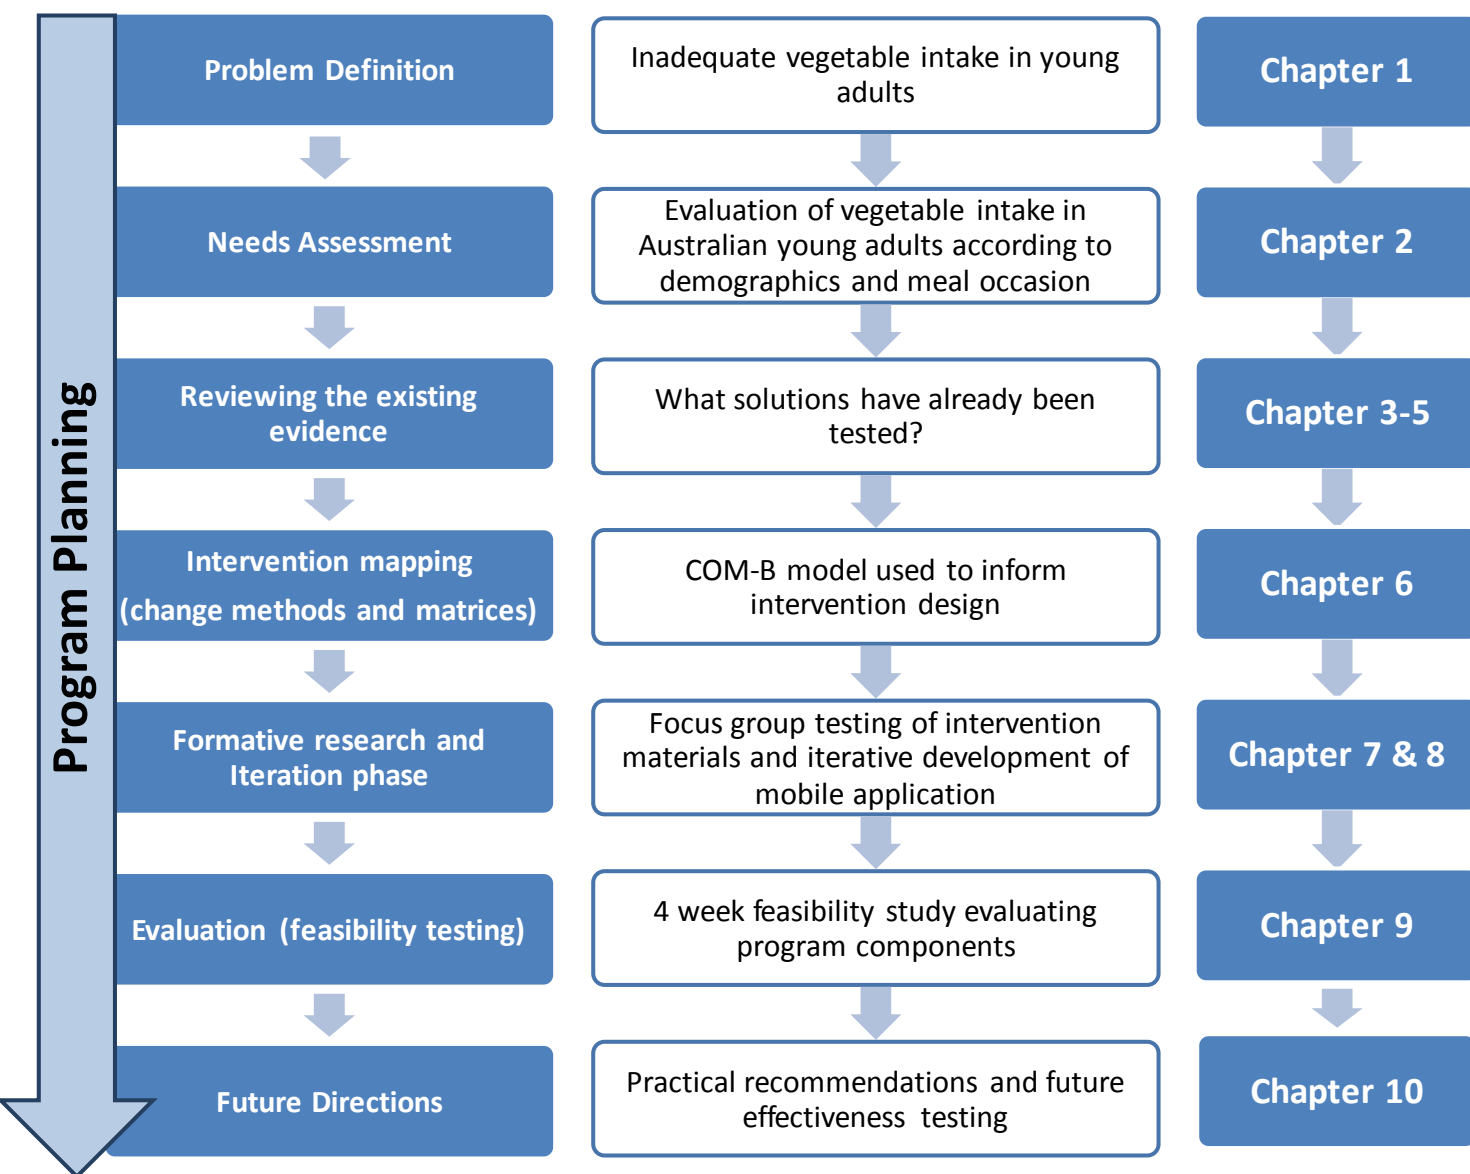 Program Planning
Problem Definition
Inadequate vegetable intake in young
adults
Chapter 1
Needs Assessment
Evaluation of vegetable intake in
Australian young adults according to
demographics and meal occasion
Chapter 2
Reviewing the existing
evidence
What solutions have already been
tested?
Chapter 3-5
Intervention mapping
(change methods and matrices)
COM-B model used to inform
intervention design
Chapter 6
Formative research and
Iteration phase
Focus group testing of intervention
materials and iterative development of
mobile application
Chapter 7 & 8
Evaluation (feasibility testing)
4 week feasibility study evaluating
program components
Chapter 9
Future Directions
Practical recommendations and future
effectiveness testing
Chapter 10